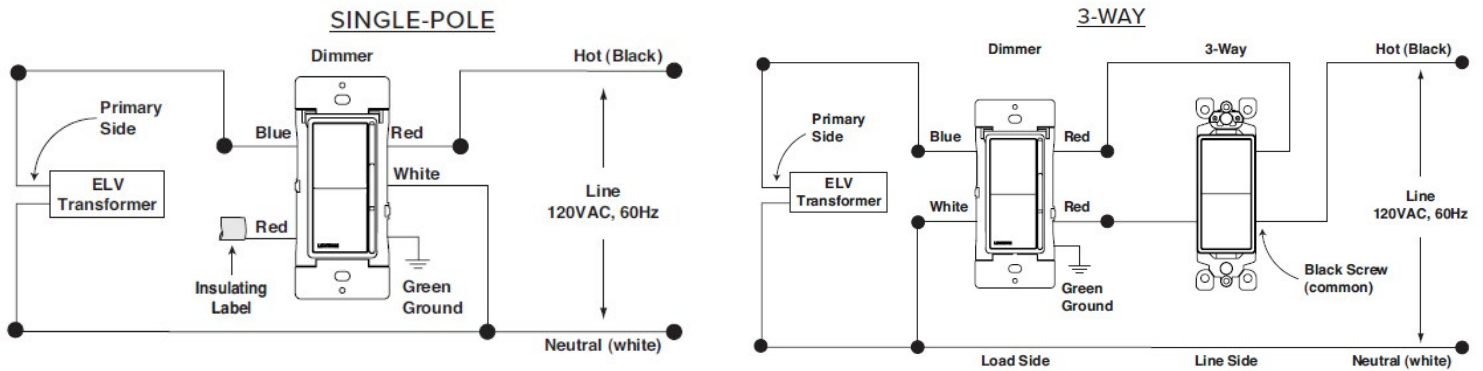 SINGLE-POLE
Dimmer
Hot (Black)
Primary
Side
Blue
Red
White
ELV
Transformer
Line
120VAC, 60Hz
Red
Insulating
Label
Green
Ground
Neutral (white)
3-WAY
Dimmer
3-Way
Hot (Black)
Primary
Side
Blue
Red
ELV
Transformer
White
Red
Line
120VAC, 60Hz
Green
Ground
Black Screw
(common)
Load Side
Line Side
Neutral (white)